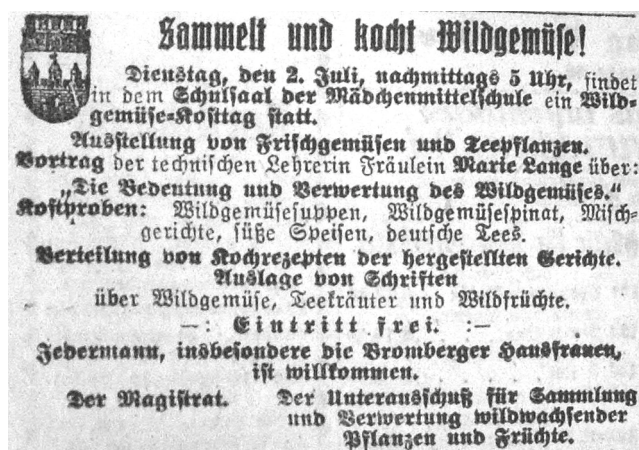 Sammelt und kocht Wildgemüse!
Dienstag, den 2. Juli, nachmittags 5 Uhr, findet
in dem Schulsaal der Mädchenmittelschule ein Wild-
gemüse-Kosttag statt.
Ausstellung von Frischgemüsen und Teepflanzen.
Vortrag der technischen Lehrerin Fräulein Marie Lange über:
„Die Bedeutung und Verwertung des Wildgemüses.“
Kostproben: Wildgemüsesuppen, Wildgemüsespinat, Misch-
gerichte, süße Speisen, deutsche Tees.
Verteilung von Kochrezepten der hergestellten Gerichte.
Auslage von Schriften
über Wildgemüse, Teekräuter und Wildfrüchte.
—: Eintritt frei. :—
Jedermann, insbesondere die Bromberger Hausfrauen,
ist willkommen.
Der Magistrat. Der Unterausschuß für Sammlung
und Verwertung wildwachsender
Pflanzen und Früchte.